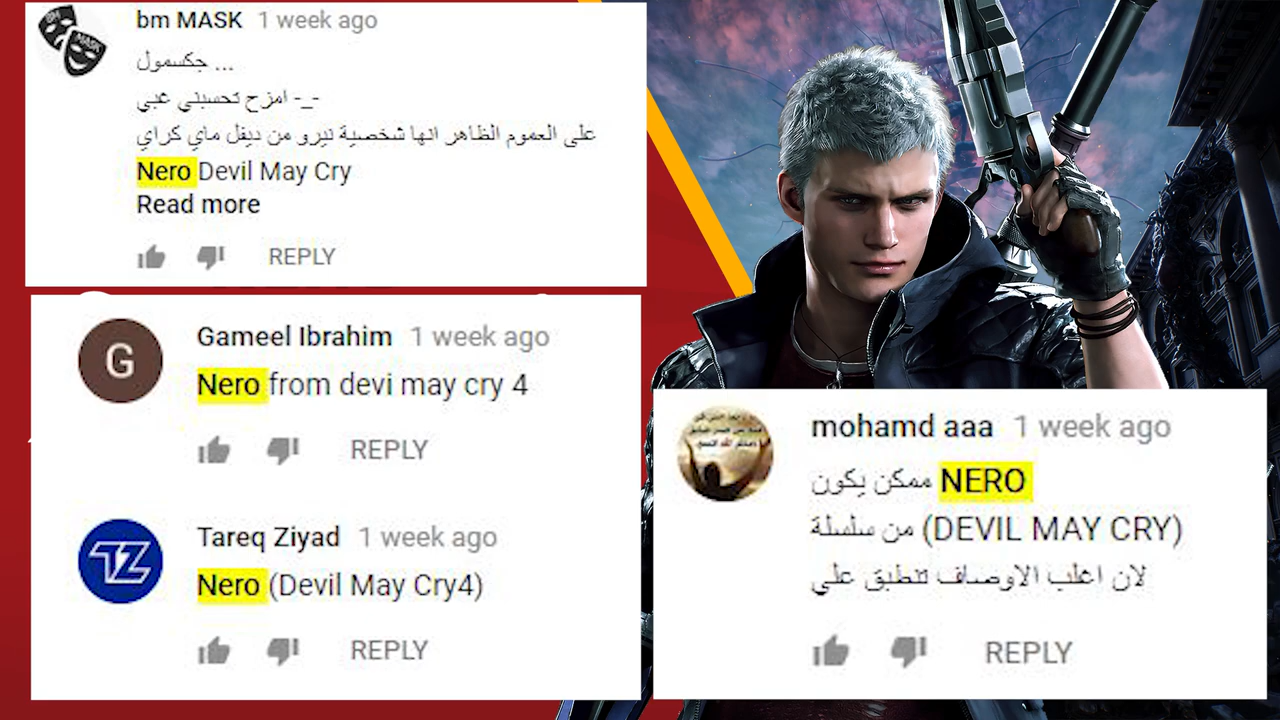 bm MASK 1 week ago
جكسمول ...
امزح تحسبني غبي -_-
على العموم الظاهر انها شخصية نيرو من ديفل ماي كراي
Nero Devil May Cry
Read more
REPLY
G
Gameel Ibrahim 1 week ago
Nero from devi may cry 4
REPLY
TZ
Tareq Ziyad 1 week ago
Nero (Devil May Cry4)
REPLY
mohamd aaa 1 week ago
ممكن يكون NERO
من سلسلة (DEVIL MAY CRY)
لان اغلب الاوصاف تنطبق علي
REPLY